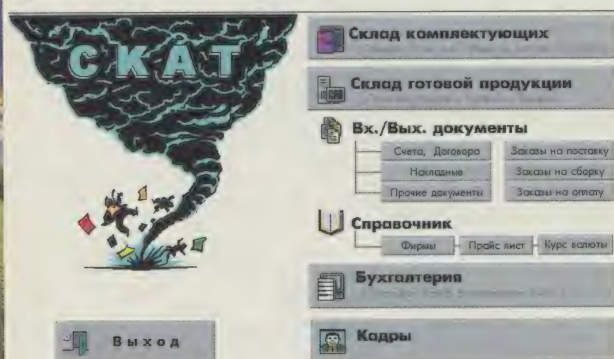 СКАТ
Склад комплектующих
Склад готовой продукции
Вх./Вых. документы
Счета, Договора
Заказы на поставку
Накладные
Заказы на сборку
Прочие документы
Заказы на оплату
Справочник
Фирмы
Прайс лист
Курс валюты
Бухгалтерия
Выход
Кадры